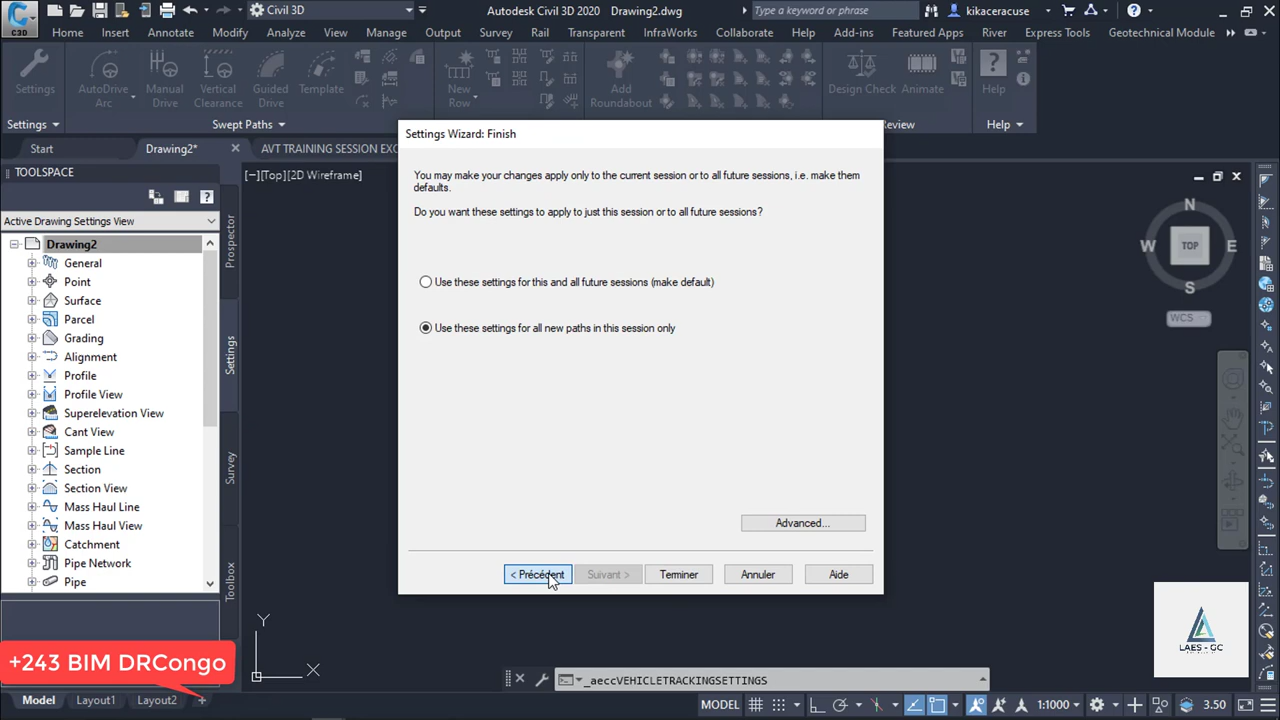 C3D
Civil 3D
Autodesk Civil 3D 2020 Drawing2.dwg
Type a keyword or phrase
kikaceracuse
Home Insert Annotate Modify Analyze View Manage Output Survey Rail Transparent InfraWorks Collaborate Help Add-ins Featured Apps River Express Tools Geotechnical Module
Settings
AutoDrive
Arc
Manual
Drive
Vertical
Clearance
Guided
Drive
Template
New
Row
Add
Roundabout
Design Check
Animate
Help
Settings
Swept Paths
Help
Start
Drawing2*
AVT TRAINING SESSION EXC
TOOLSPACE
[−][Top][2D Wireframe]
Active Drawing Settings View
Drawing2
General
Point
Surface
Parcel
Grading
Alignment
Profile
Profile View
Superelevation View
Cant View
Sample Line
Section
Section View
Mass Haul Line
Mass Haul View
Catchment
Pipe Network
Pipe
Prospector
Settings
Survey
Toolbox
Settings Wizard: Finish
You may make your changes apply only to the current session or to all future sessions, i.e. make them
defaults.
Do you want these settings to apply to just this session or to all future sessions?
Use these settings for this and all future sessions (make default)
Use these settings for all new paths in this session only
Advanced...
< Précédent
Suivant >
Terminer
Annuler
Aide
N
W
TOP
E
S
WCS
Y
X
LAES - GC
+243 BIM DRCongo
_aeccVEHICLETRACKINGSETTINGS
Model Layout1 Layout2 +
MODEL
1:1000
3.50